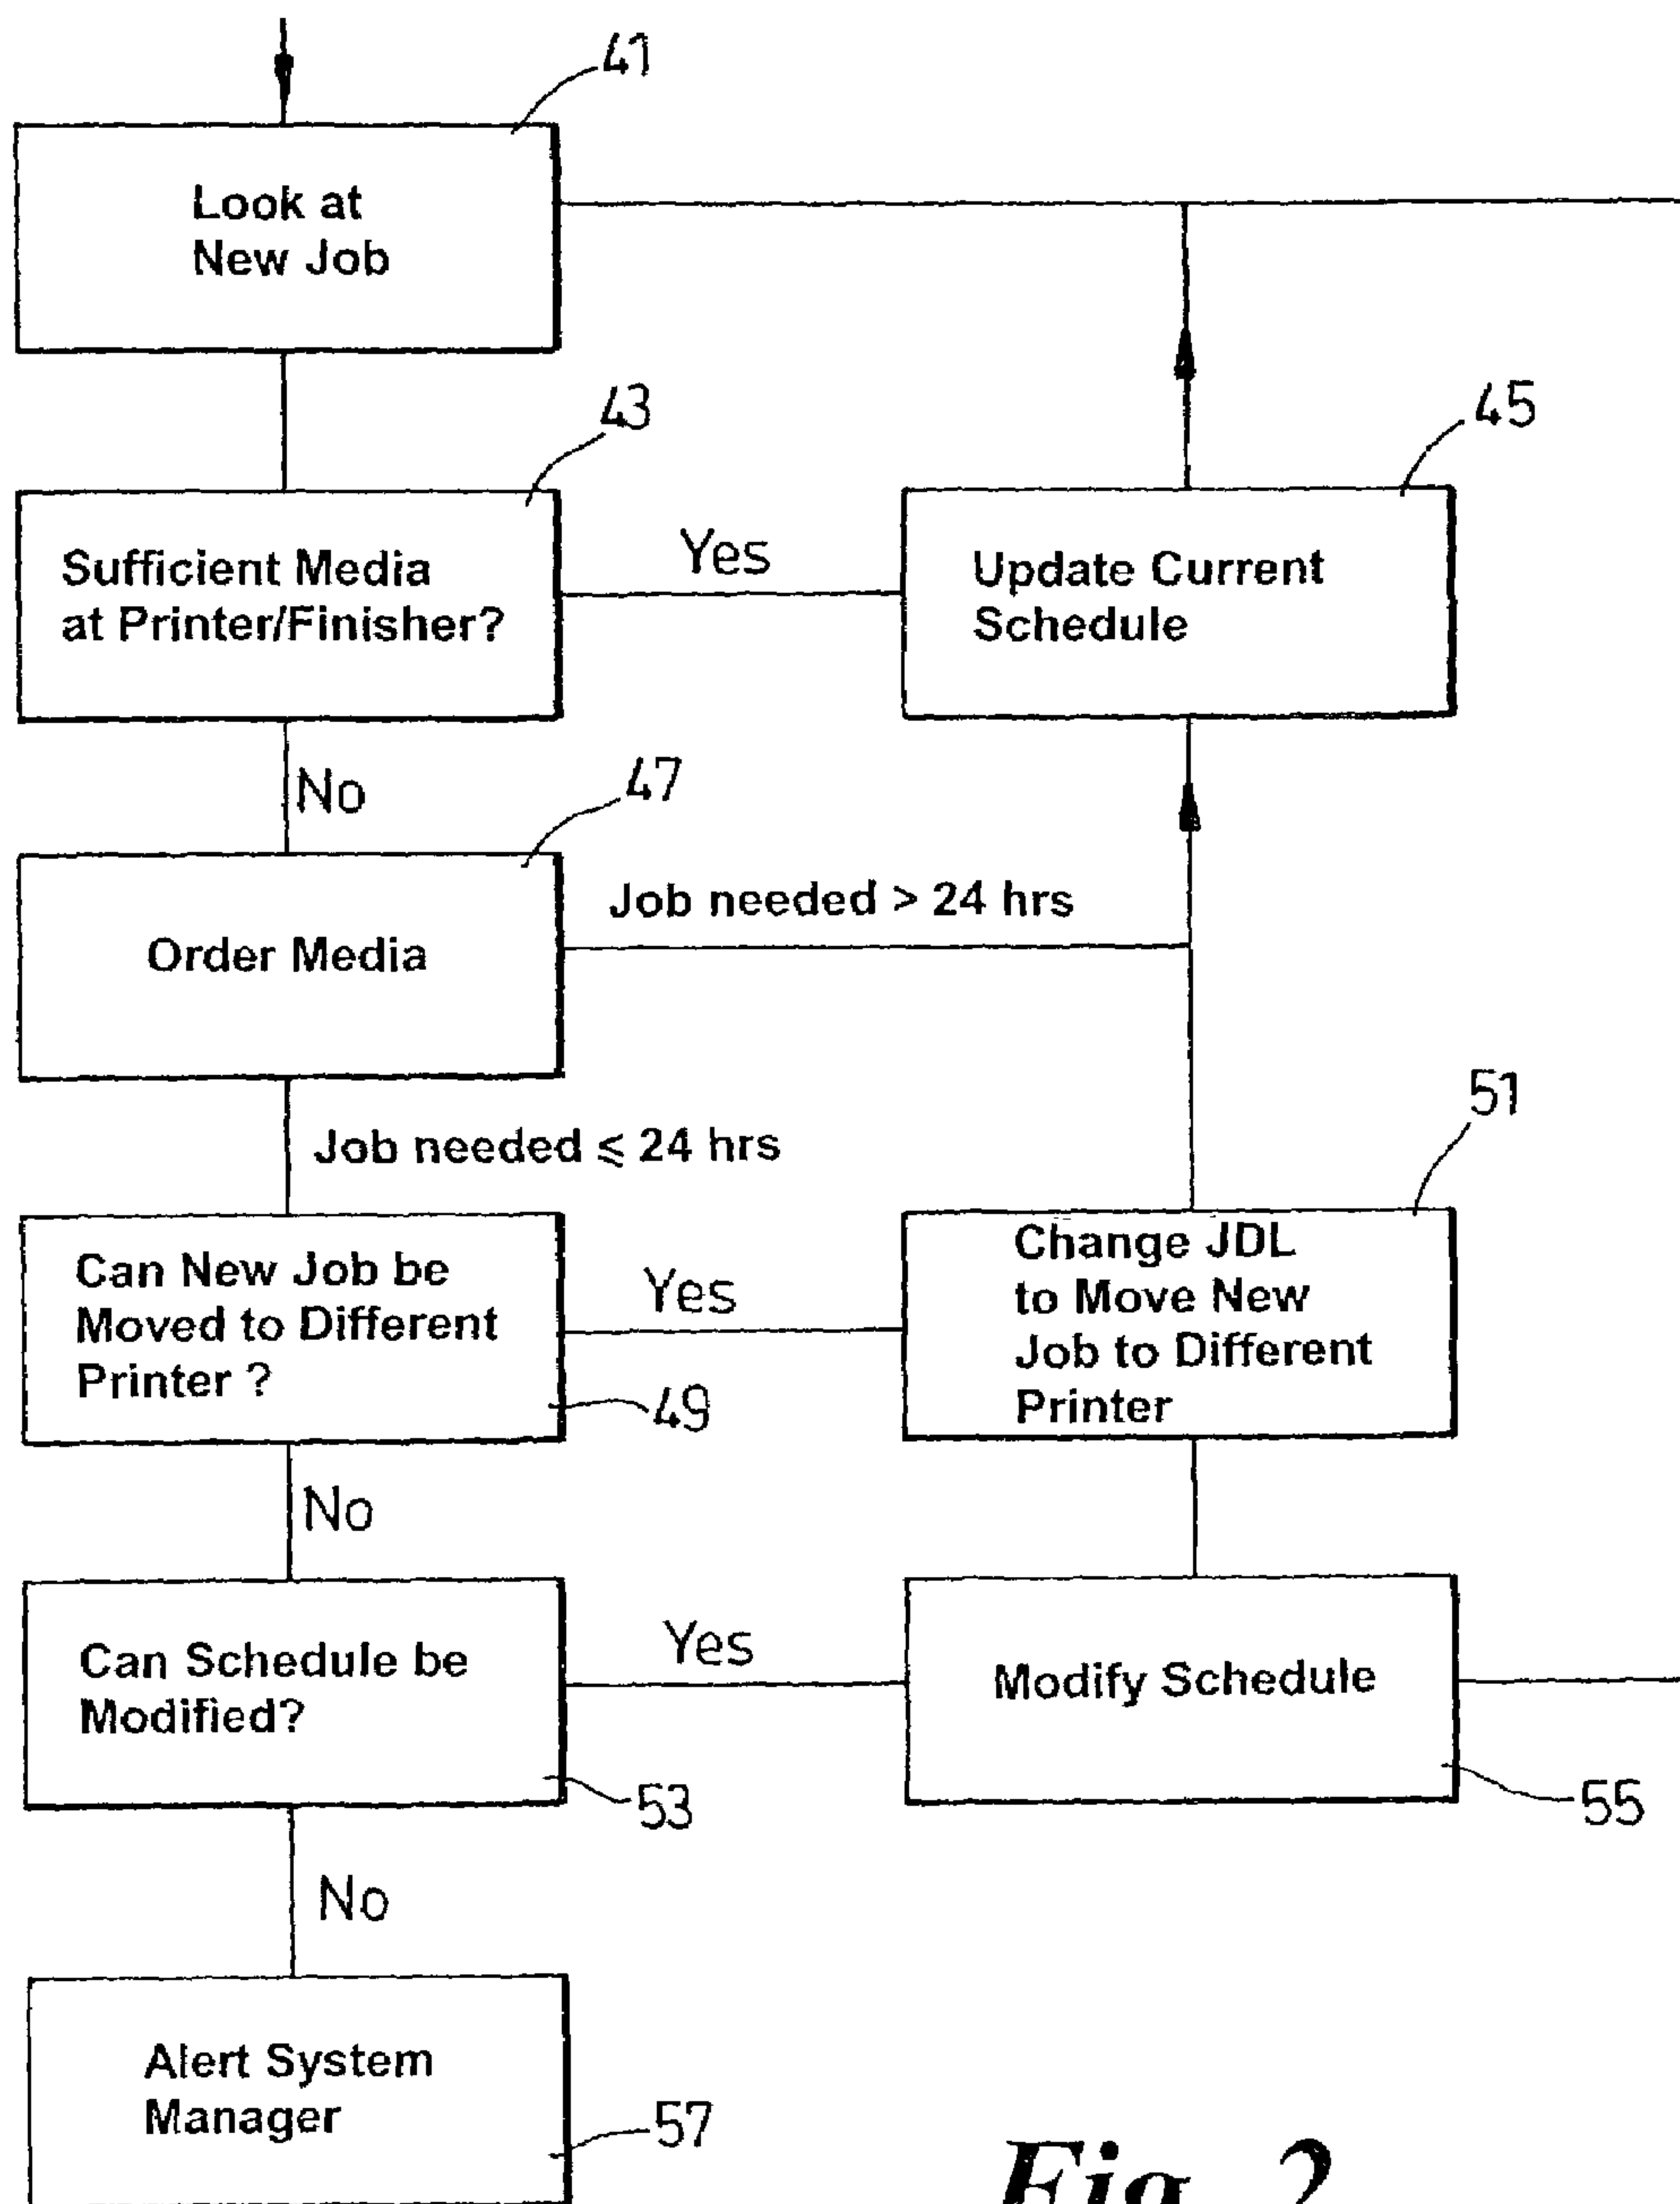 41
Look at
New Job
43
Sufficient Media
at Printer/Finisher?
Yes
45
Update Current
Schedule
No
47
Order Media
Job needed > 24 hrs
Job needed ⩽ 24 hrs
Can New Job be
Moved to Different
Printer ?
49
Yes
51
Change JDL
to Move New
Job to Different
Printer
No
Can Schedule be
Modified?
53
Yes
Modify Schedule
55
No
Alert System
Manager
57
Fig. 2